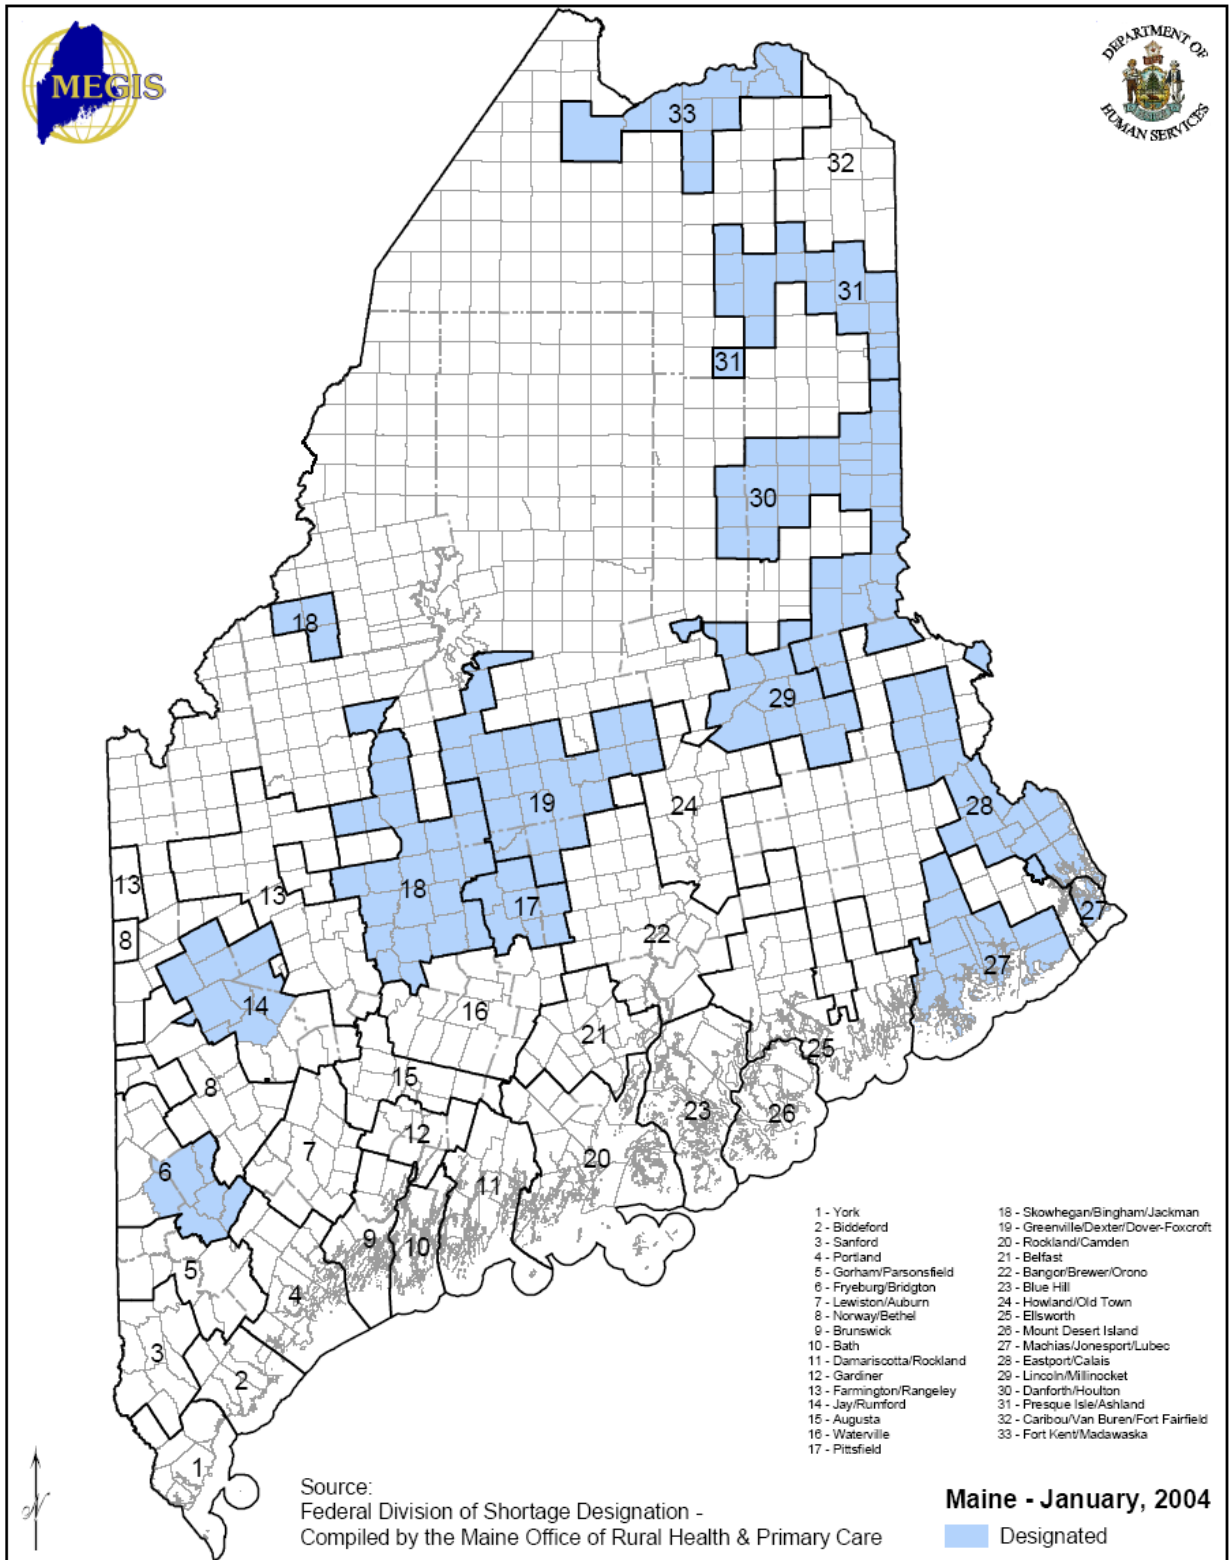 MEGIS
DEPARTMENT OF
HUMAN SERVICES
33
32
31
31
30
18
29
19
24
28
13
13
18
17
27
8
22
27
14
16
21
25
8
15
23
26
12
7
6
20
11
9
10
5
4
3
2
1
1 - York
2 - Biddeford
3 - Sanford
4 - Portland
5 - Gorham/Parsonsfield
6 - Fryeburg/Bridgton
7 - Lewiston/Auburn
8 - Norway/Bethel
9 - Brunswick
10 - Bath
11 - Damariscotta/Rockland
12 - Gardiner
13 - Farmington/Rangeley
14 - Jay/Rumford
15 - Augusta
16 - Waterville
17 - Pittsfield
18 - Skowhegan/Bingham/Jackman
19 - Greenville/Dexter/Dover-Foxcroft
20 - Rockland/Camden
21 - Belfast
22 - Bangor/Brewer/Orono
23 - Blue Hill
24 - Howland/Old Town
25 - Ellsworth
26 - Mount Desert Island
27 - Machias/Jonesport/Lubec
28 - Eastport/Calais
29 - Lincoln/Millinocket
30 - Danforth/Houlton
31 - Presque Isle/Ashland
32 - Caribou/Van Buren/Fort Fairfield
33 - Fort Kent/Madawaska
N
Source:
Federal Division of Shortage Designation -
Compiled by the Maine Office of Rural Health & Primary Care
Maine - January, 2004
Designated